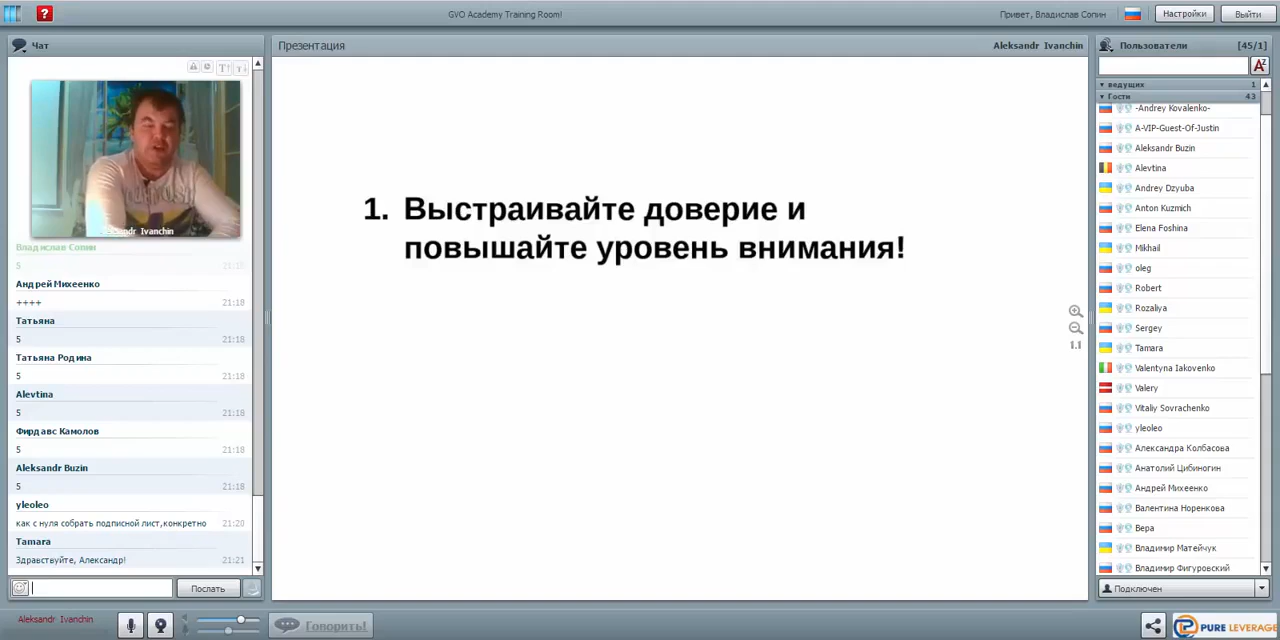 ?
GVO Academy Training Room!
Привет, Владислав Сопин
Настройки
Выйти
Чат
T↑
T↓
Aleksandr Ivanchin
Владислав Сопин
5
Андрей Михеенко
++++ 21:18
Татьяна
5 21:18
Татьяна Родина
5 21:18
Alevtina
5 21:18
Фирдавс Камолов
5 21:18
Aleksandr Buzin
5 21:18
yleoleo
как с нуля собрать подписной лист,конкретно 21:20
Tamara
Здравствуйте, Александр! 21:21
Послать
Презентация
Aleksandr Ivanchin
1. Выстраивайте доверие и
повышайте уровень внимания!
1.1
Пользователи [45/1]
ведущих 1
Гости 43
-Andrey Kovalenko-
A-VIP-Guest-Of-Justin
Aleksandr Buzin
Alevtina
Andrey Dzyuba
Anton Kuzmich
Elena Foshina
Mikhail
oleg
Robert
Rozaliya
Sergey
Tamara
Valentyna Iakovenko
Valery
Vitaliy Sovrachenko
yleoleo
Александра Колбасова
Анатолий Цибиногин
Андрей Михеенко
Валентина Норенкова
Вера
Владимир Матейчук
Владимир Фигуровский
Подключен
Aleksandr Ivanchin
Говорить!
PURE LEVERAGE